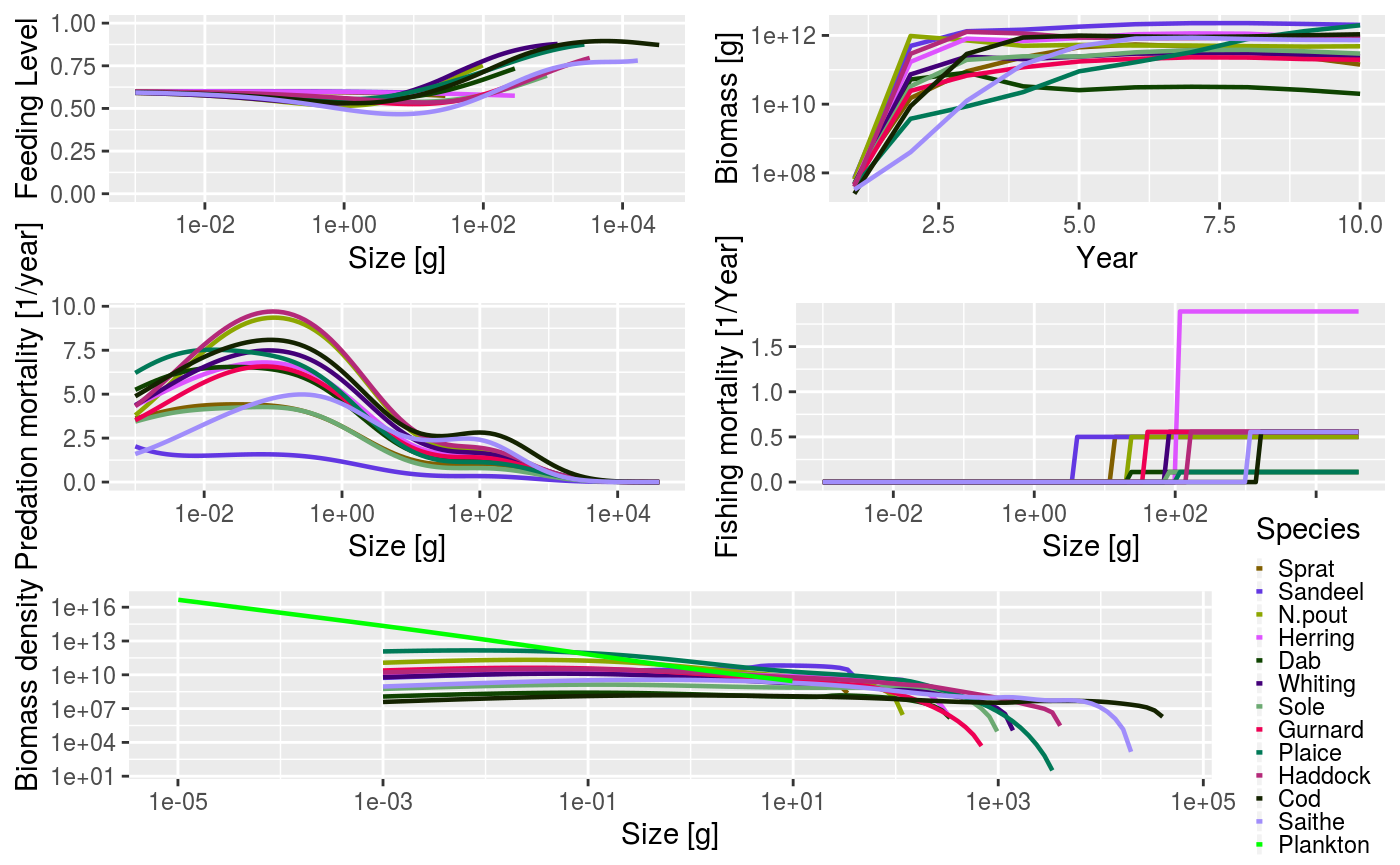 Feeding Level
1.00
0.75
0.50
0.25
0.00
1e-02 1e+00 1e+02 1e+04
Size [g]
Biomass [g]
1e+12
1e+10
1e+08
2.5 5.0 7.5 10.0
Year
Predation mortality [1/year]
10.0
7.5
5.0
2.5
0.0
1e-02 1e+00 1e+02 1e+04
Size [g]
Fishing mortality [1/Year]
1.5
1.0
0.5
0.0
1e-02 1e+00 1e+02
Size [g]
Biomass density
1e+16
1e+13
1e+10
1e+07
1e+04
1e+01
1e-05 1e-03 1e-01 1e+01 1e+03 1e+05
Size [g]
Species
Sprat
Sandeel
N.pout
Herring
Dab
Whiting
Sole
Gurnard
Plaice
Haddock
Cod
Saithe
Plankton